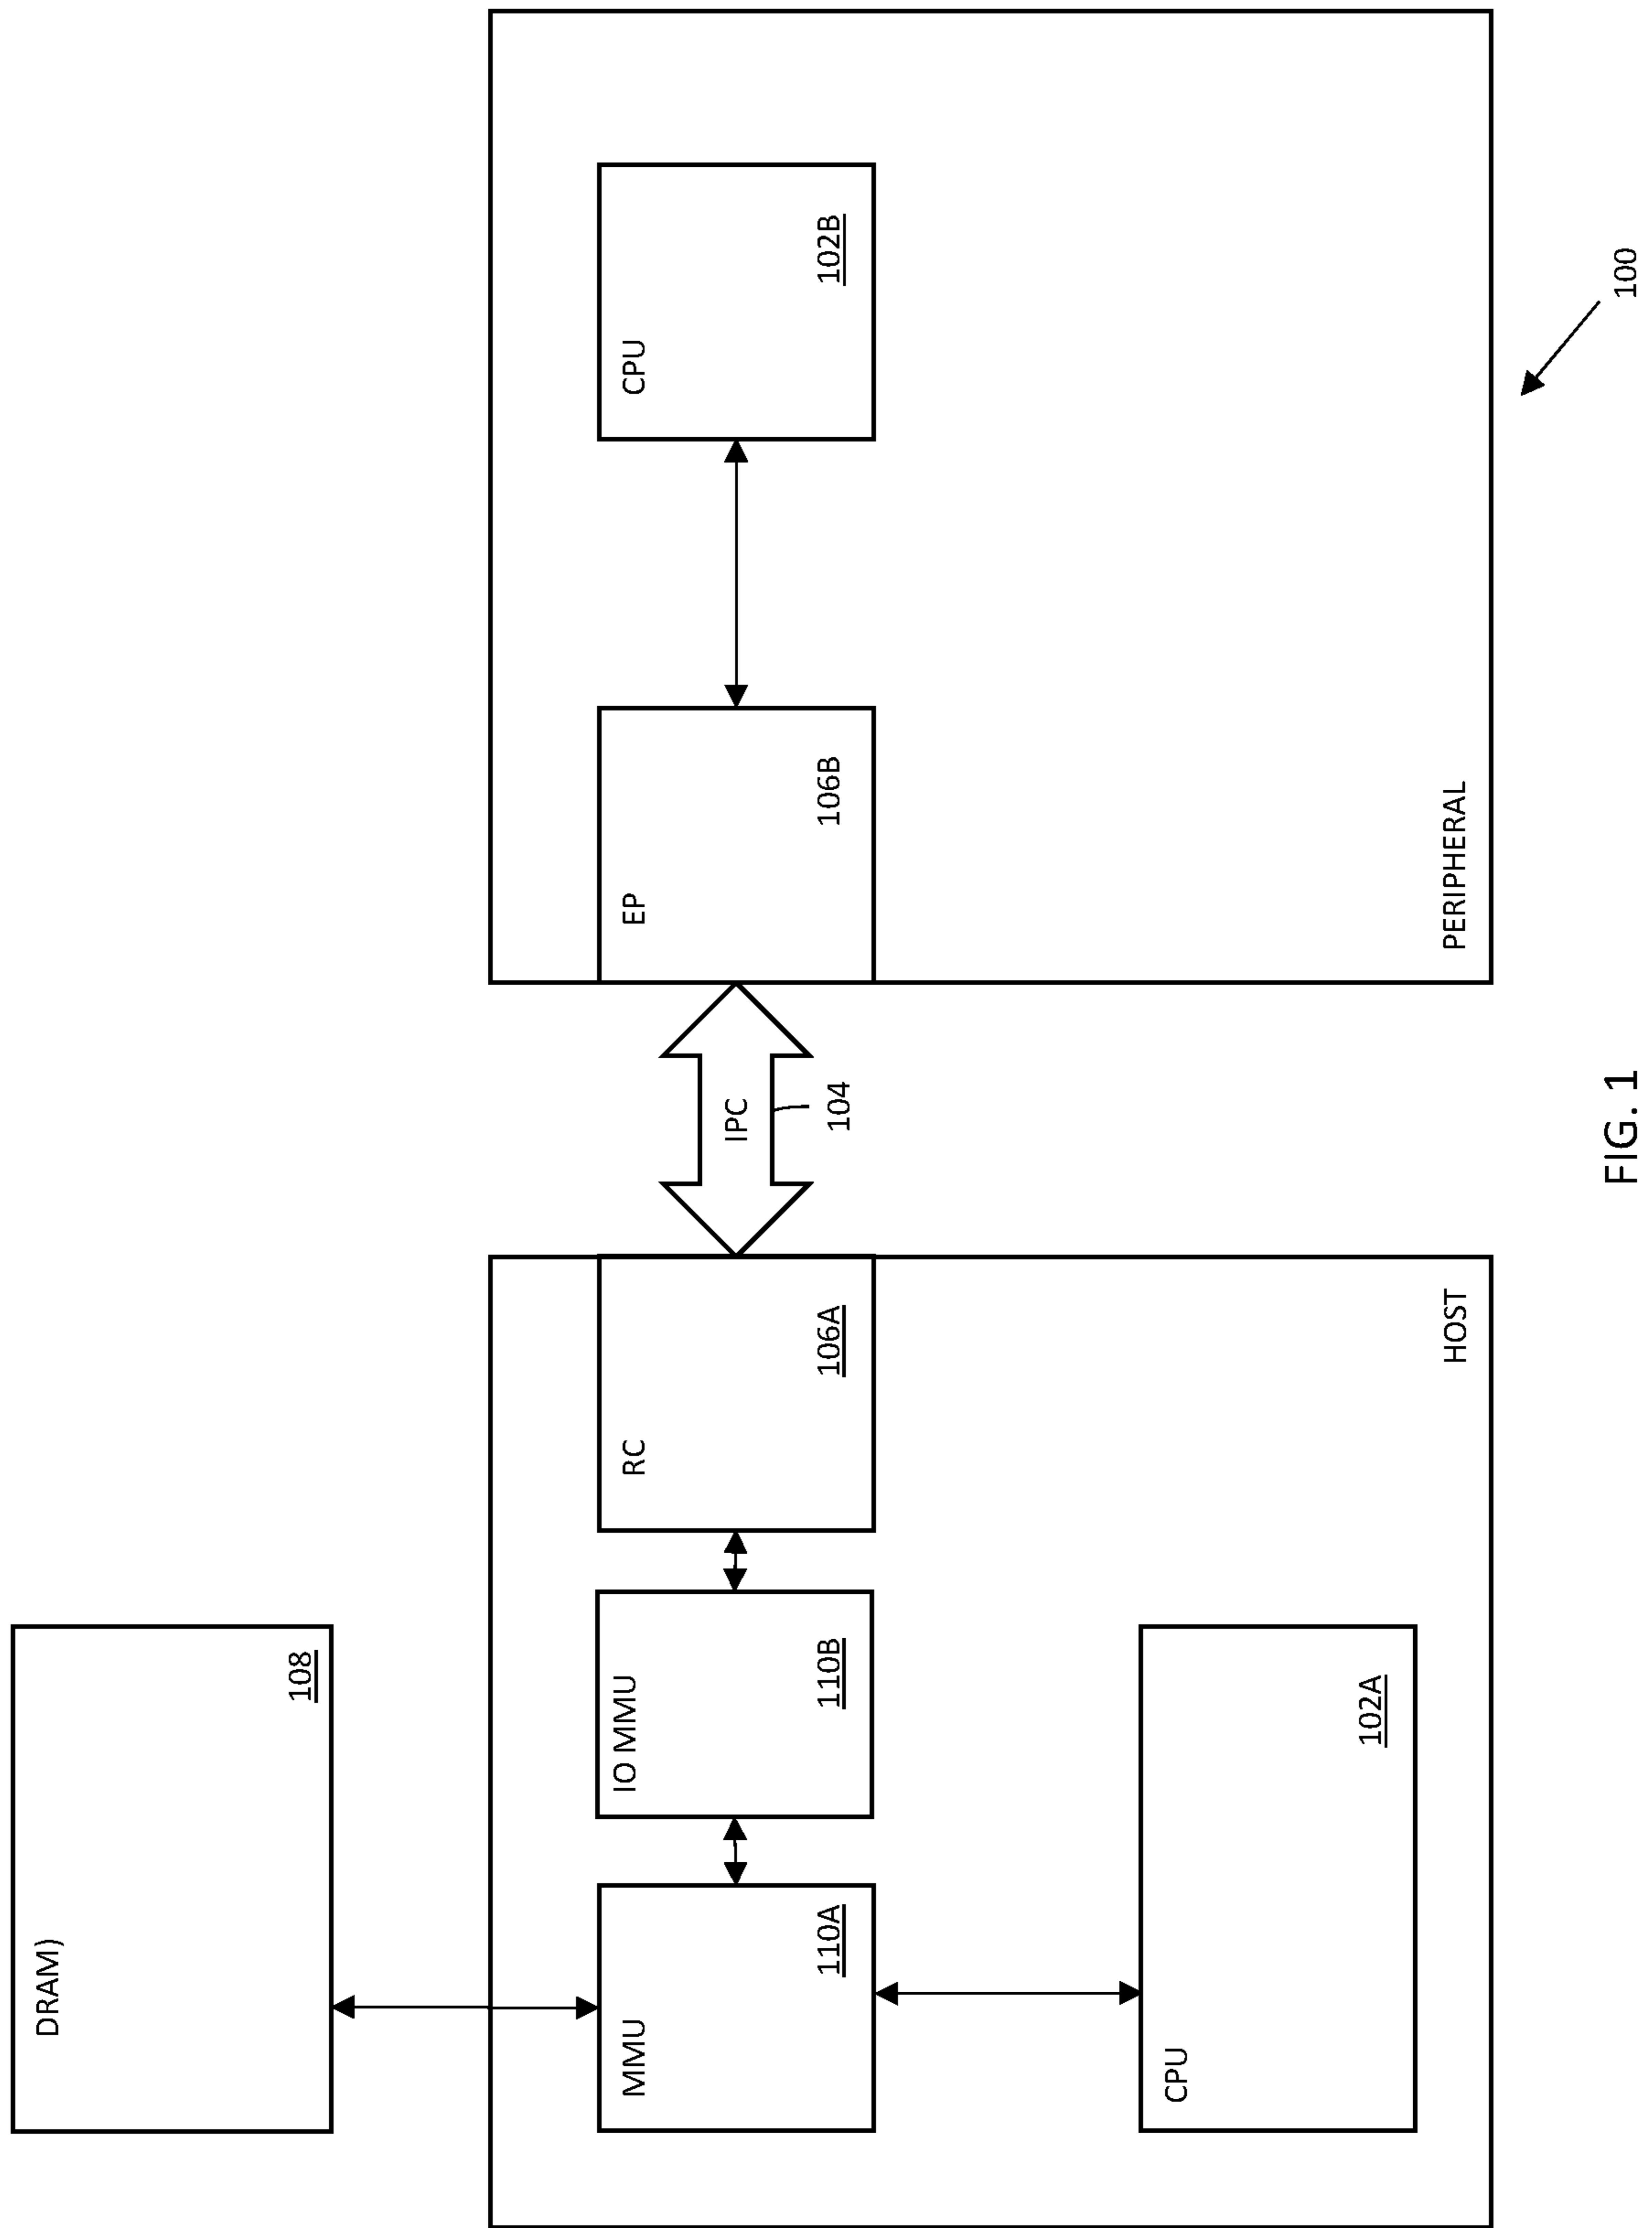 DRAM)
108
MMU
110A
IO MMU
110B
RC
106A
IPC
104
EP
106B
CPU
102B
CPU
102A
HOST
PERIPHERAL
100
FIG. 1